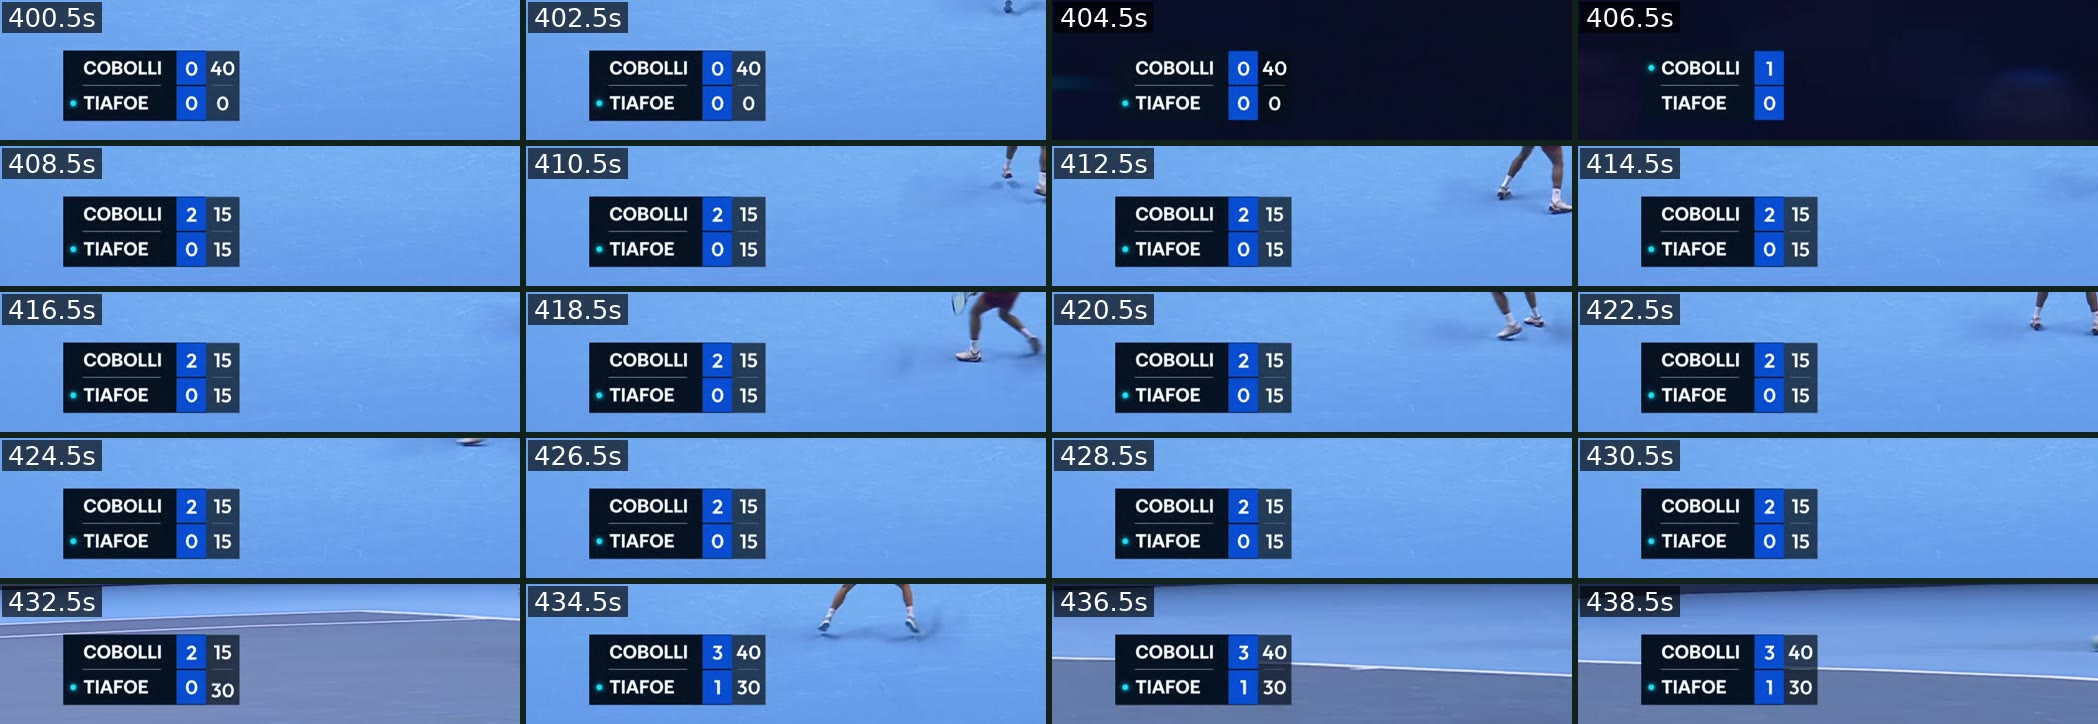 400.5s
COBOLLI 0 40
TIAFOE 0 0
402.5s
COBOLLI 0 40
TIAFOE 0 0
404.5s
COBOLLI 0 40
TIAFOE 0 0
406.5s
COBOLLI 1
TIAFOE 0
408.5s
COBOLLI 2 15
TIAFOE 0 15
410.5s
COBOLLI 2 15
TIAFOE 0 15
412.5s
COBOLLI 2 15
TIAFOE 0 15
414.5s
COBOLLI 2 15
TIAFOE 0 15
416.5s
COBOLLI 2 15
TIAFOE 0 15
418.5s
COBOLLI 2 15
TIAFOE 0 15
420.5s
COBOLLI 2 15
TIAFOE 0 15
422.5s
COBOLLI 2 15
TIAFOE 0 15
424.5s
COBOLLI 2 15
TIAFOE 0 15
426.5s
COBOLLI 2 15
TIAFOE 0 15
428.5s
COBOLLI 2 15
TIAFOE 0 15
430.5s
COBOLLI 2 15
TIAFOE 0 15
432.5s
COBOLLI 2 15
TIAFOE 0 30
434.5s
COBOLLI 3 40
TIAFOE 1 30
436.5s
COBOLLI 3 40
TIAFOE 1 30
438.5s
COBOLLI 3 40
TIAFOE 1 30